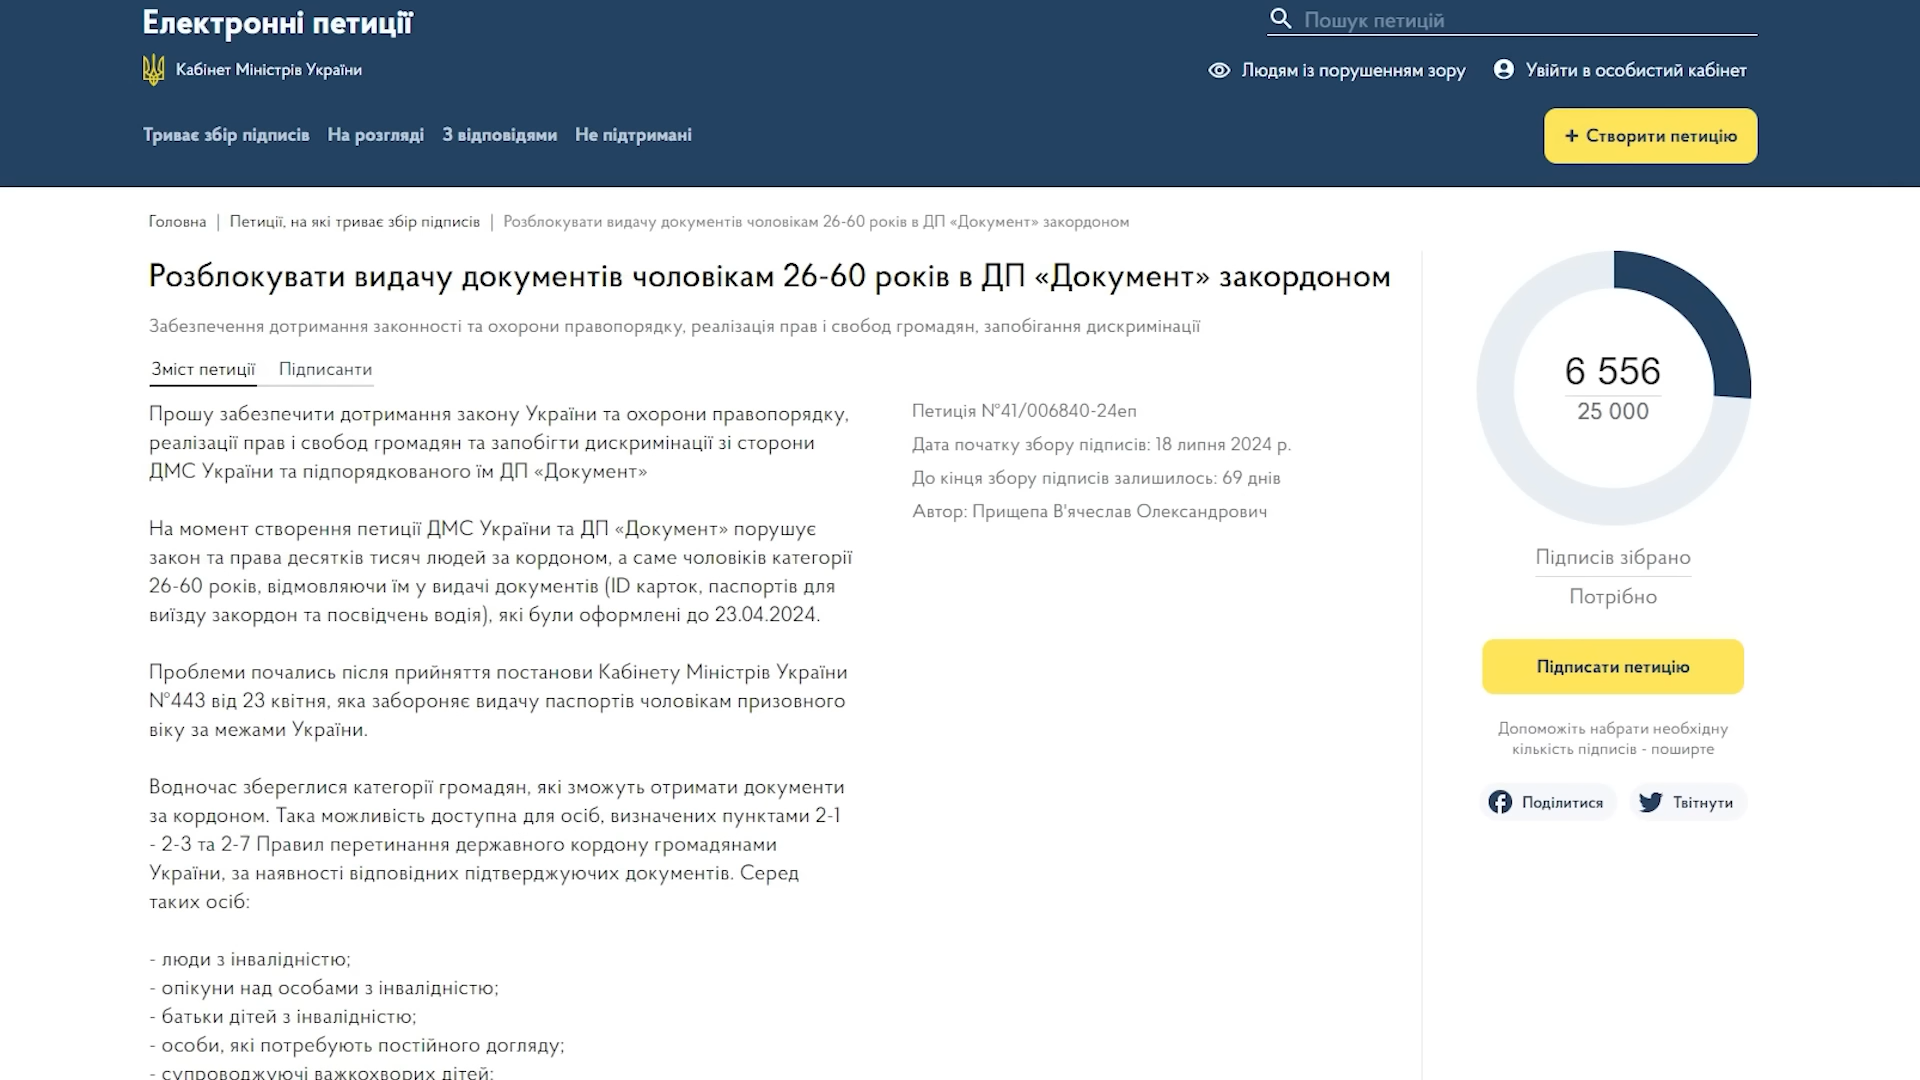 Електронні петиції
Пошук петицій
Кабінет Міністрів України
Людям із порушенням зору
Увійти в особистий кабінет
Триває збір підписів На розгляді З відповідями Не підтримані
+ Створити петицію
Головна | Петиції, на які триває збір підписів | Розблокувати видачу документів чоловікам 26-60 років в ДП «Документ» закордоном
Розблокувати видачу документів чоловікам 26-60 років в ДП «Документ» закордоном
Забезпечення дотримання законності та охорони правопорядку, реалізація прав і свобод громадян, запобігання дискримінації
Зміст петиції Підписанти
Прошу забезпечити дотримання закону України та охорони правопорядку,
реалізації прав і свобод громадян та запобігти дискримінації зі сторони
ДМС України та підпорядкованого їм ДП «Документ»
На момент створення петиції ДМС України та ДП «Документ» порушує
закон та права десятків тисяч людей за кордоном, а саме чоловіків категорії
26-60 років, відмовляючи їм у видачі документів (ID карток, паспортів для
виїзду закордон та посвідчень водія), які були оформлені до 23.04.2024.
Проблеми почались після прийняття постанови Кабінету Міністрів України
№443 від 23 квітня, яка забороняє видачу паспортів чоловікам призовного
віку за межами України.
Водночас збереглися категорії громадян, які зможуть отримати документи
за кордоном. Така можливість доступна для осіб, визначених пунктами 2-1
- 2-3 та 2-7 Правил перетинання державного кордону громадянами
України, за наявності відповідних підтверджуючих документів. Серед
таких осіб:
- люди з інвалідністю;
- опікуни над особами з інвалідністю;
- батьки дітей з інвалідністю;
- особи, які потребують постійного догляду;
- супроводжуючі важкохворих дітей;
Петиція №41/006840-24еп
Дата початку збору підписів: 18 липня 2024 р.
До кінця збору підписів залишилось: 69 днів
Автор: Прищепа В'ячеслав Олександрович
6 556
25 000
Підписів зібрано
Потрібно
Підписати петицію
Допоможіть набрати необхідну
кількість підписів - поширте
Поділитися
Твітнути